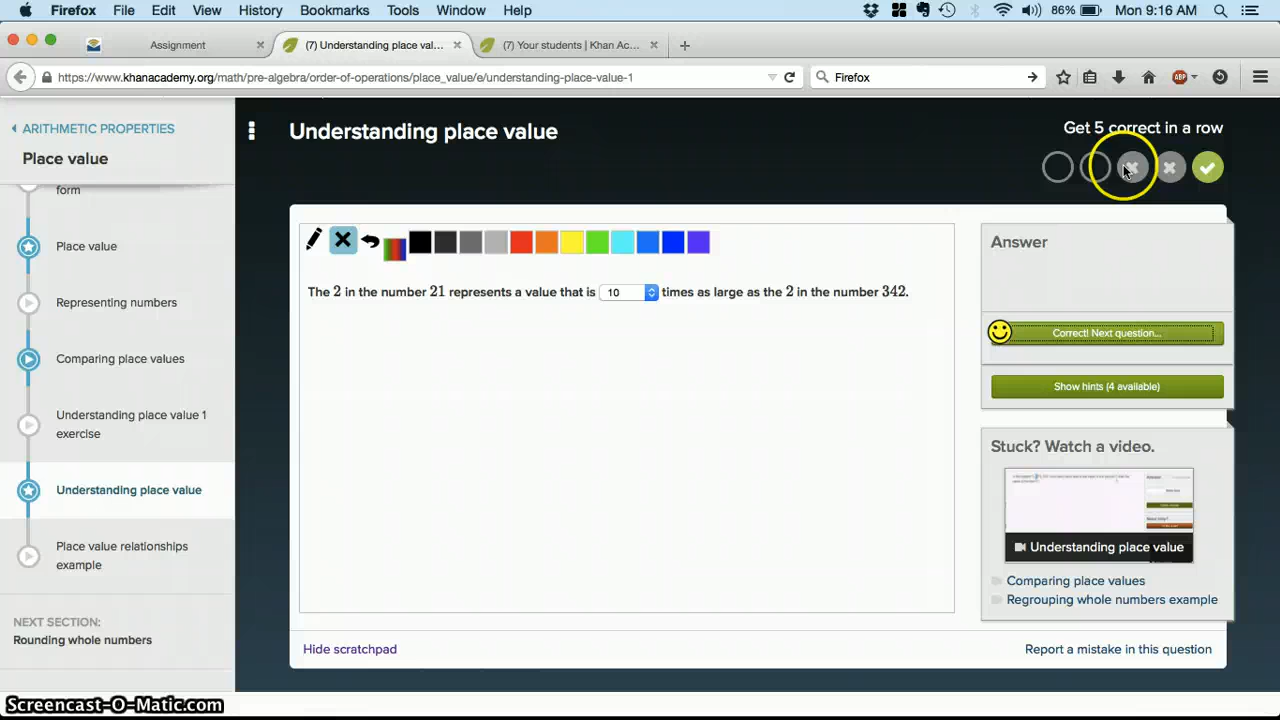 Firefox File Edit View History Bookmarks Tools Window Help 86% Mon 9:16 AM
Assignment × (7) Understanding place val... × (7) Your students | Khan Ac... × +
https://www.khanacademy.org/math/pre-algebra/order-of-operations/place_value/e/understanding-place-value-1 Firefox ABP
ARITHMETIC PROPERTIES
Place value
form
Place value
Representing numbers
Comparing place values
Understanding place value 1
exercise
Understanding place value
Place value relationships
example
NEXT SECTION:
Rounding whole numbers
Understanding place value
Get 5 correct in a row
The 2 in the number 21 represents a value that is 10 times as large as the 2 in the number 342.
Answer
Correct! Next question...
Show hints (4 available)
Stuck? Watch a video.
Understanding place value
Comparing place values
Regrouping whole numbers example
Hide scratchpad
Report a mistake in this question
Screencast-O-Matic.com